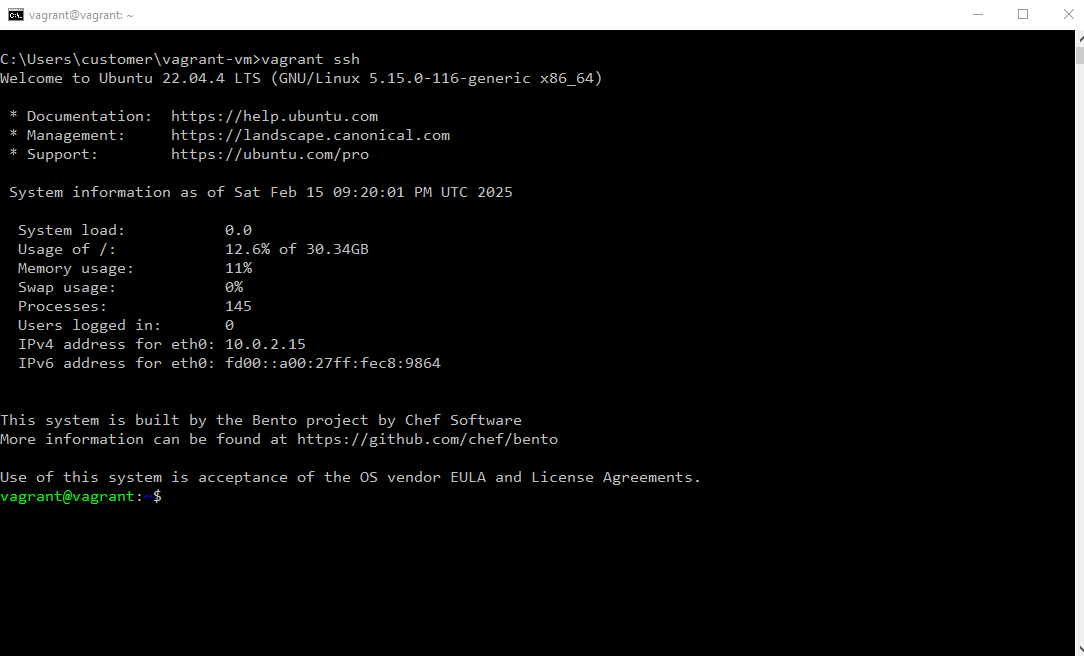 vagrant@vagrant: ~
C:\Users\customer\vagrant-vm>vagrant ssh
Welcome to Ubuntu 22.04.4 LTS (GNU/Linux 5.15.0-116-generic x86_64)
* Documentation:  https://help.ubuntu.com
* Management:     https://landscape.canonical.com
* Support:        https://ubuntu.com/pro
System information as of Sat Feb 15 09:20:01 PM UTC 2025
System load:           0.0
Usage of /:            12.6% of 30.34GB
Memory usage:          11%
Swap usage:            0%
Processes:             145
Users logged in:       0
IPv4 address for eth0: 10.0.2.15
IPv6 address for eth0: fd00::a00:27ff:fec8:9864
This system is built by the Bento project by Chef Software
More information can be found at https://github.com/chef/bento
Use of this system is acceptance of the OS vendor EULA and License Agreements.
vagrant@vagrant:~$